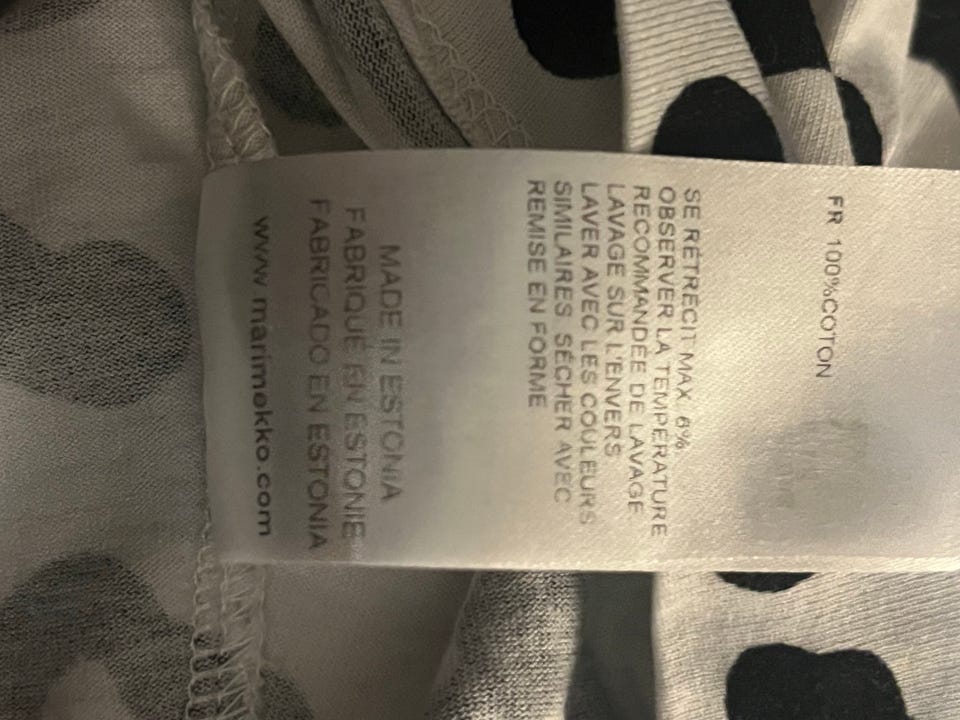 FR 100%COTON
SE RÉTRÉCIT MAX 6%
OBSERVER LA TEMPÉRATURE
RECOMMANDÉE DE LAVAGE
LAVAGE SUR L'ENVERS
LAVER AVEC LES COULEURS
SIMILAIRES. SÉCHER AVEC
REMISE EN FORME
MADE IN ESTONIA
FABRIQUÉ EN ESTONIE
FABRICADO EN ESTONIA
www.marimekko.com